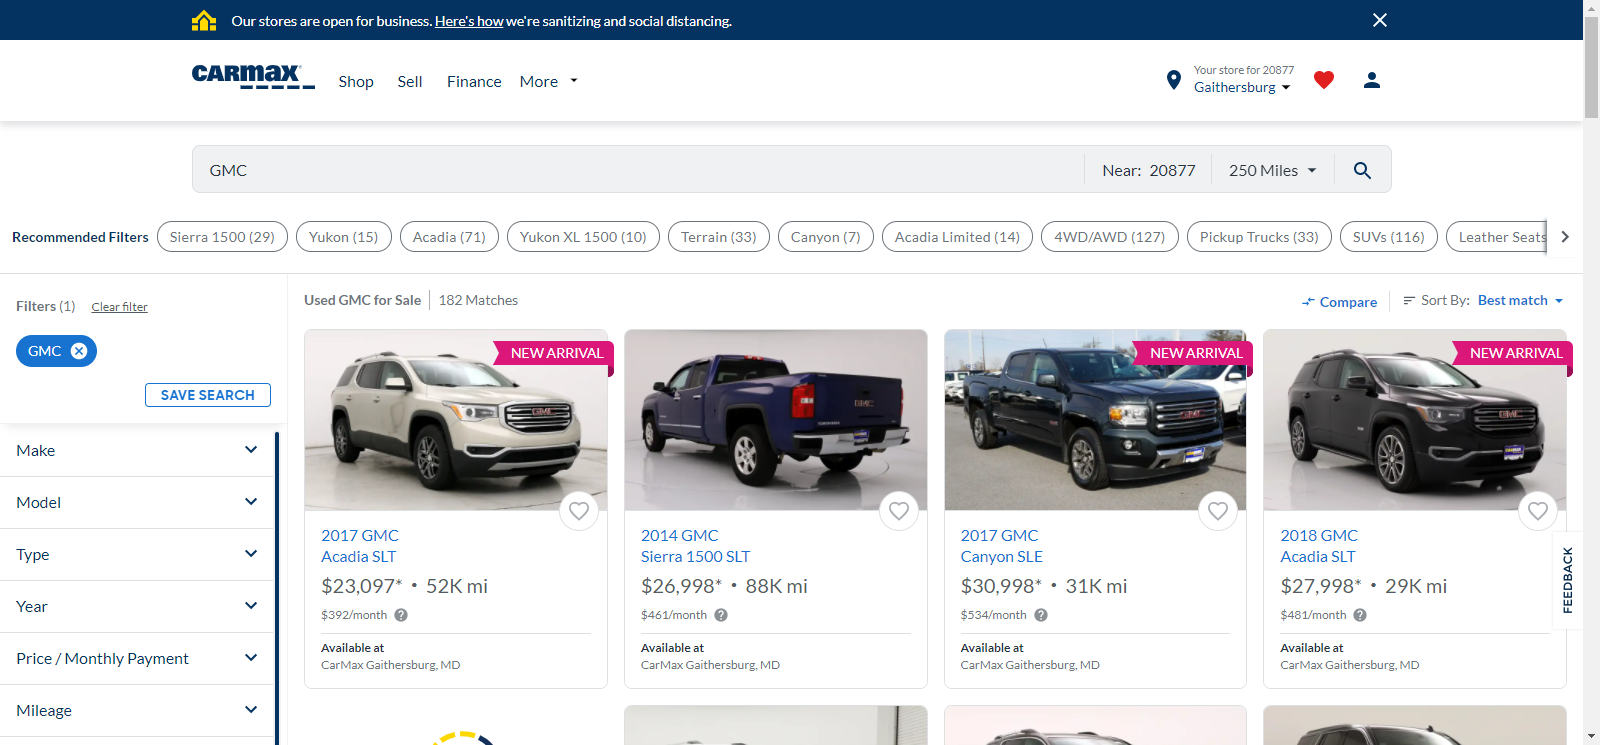 Our stores are open for business. Here's how we're sanitizing and social distancing.
CARMAX
Shop
Sell
Finance
More
Your store for 20877
Gaithersburg
GMC
Near: 20877
250 Miles
Recommended Filters
Sierra 1500 (29)
Yukon (15)
Acadia (71)
Yukon XL 1500 (10)
Terrain (33)
Canyon (7)
Acadia Limited (14)
4WD/AWD (127)
Pickup Trucks (33)
SUVs (116)
Leather Seats
Filters (1)
Clear filter
GMC
SAVE SEARCH
Make
Model
Type
Year
Price / Monthly Payment
Mileage
Used GMC for Sale
182 Matches
Compare
Sort By: Best match
NEW ARRIVAL
2017 GMC
Acadia SLT
$23,097* • 52K mi
$392/month
Available at
CarMax Gaithersburg, MD
2014 GMC
Sierra 1500 SLT
$26,998* • 88K mi
$461/month
Available at
CarMax Gaithersburg, MD
NEW ARRIVAL
2017 GMC
Canyon SLE
$30,998* • 31K mi
$534/month
Available at
CarMax Gaithersburg, MD
NEW ARRIVAL
2018 GMC
Acadia SLT
$27,998* • 29K mi
$481/month
Available at
CarMax Gaithersburg, MD
FEEDBACK